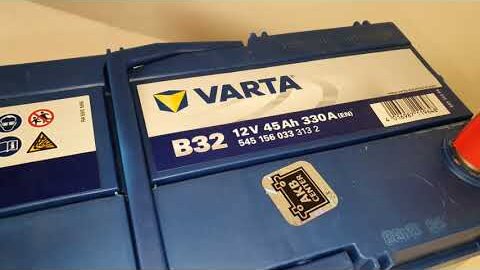 VARTA
B32 12V 45Ah 330A (EN)
545 156 033 313 2
AKB
CENTER